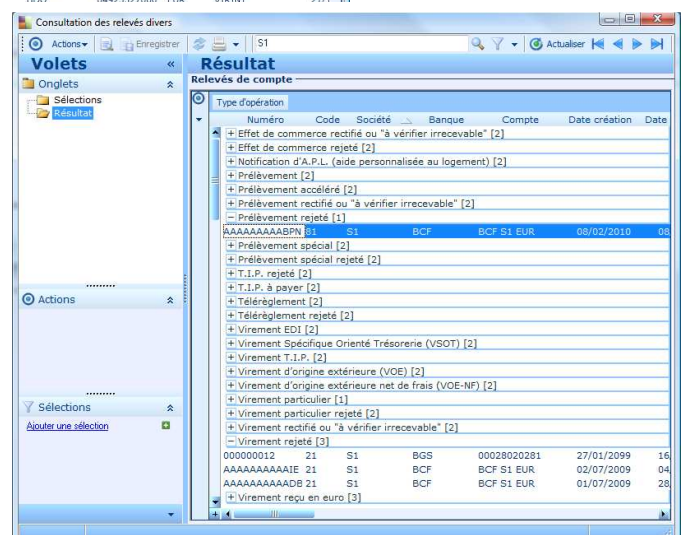 Consultation des relevés divers
Actions Enregistrer S1 Actualiser
Volets «
Onglets
Sélections
Résultat
Actions
Sélections
Ajouter une sélection
Résultat
Relevés de compte
Type d'opération
Numéro Code Société Banque Compte Date création Date
+ Effet de commerce rectifié ou "à vérifier irrecevable" [2]
+ Effet de commerce rejeté [2]
+ Notification d'A.P.L. (aide personnalisée au logement) [2]
+ Prélèvement [2]
+ Prélèvement accéléré [2]
+ Prélèvement rectifié ou "à vérifier irrecevable" [2]
− Prélèvement rejeté [1]
AAAAAAAAABPN 81 S1 BCF BCF S1 EUR 08/02/2010 08
+ Prélèvement spécial [2]
+ Prélèvement spécial rejeté [2]
+ T.I.P. rejeté [2]
+ T.I.P. à payer [2]
+ Télérèglement [2]
+ Télérèglement rejeté [2]
+ Virement EDI [2]
+ Virement Spécifique Orienté Trésorerie (VSOT) [2]
+ Virement T.I.P. [2]
+ Virement d'origine extérieure (VOE) [2]
+ Virement d'origine extérieure net de frais (VOE-NF) [2]
+ Virement particulier [1]
+ Virement particulier rejeté [2]
+ Virement rectifié ou "à vérifier irrecevable" [2]
− Virement rejeté [3]
000000012 21 S1 BGS 00028020281 27/01/2099 16
AAAAAAAAAAIE 21 S1 BCF BCF S1 EUR 02/07/2009 04
AAAAAAAAAADB 21 S1 BCF BCF S1 EUR 01/07/2009 28
+ Virement reçu en euro [3]